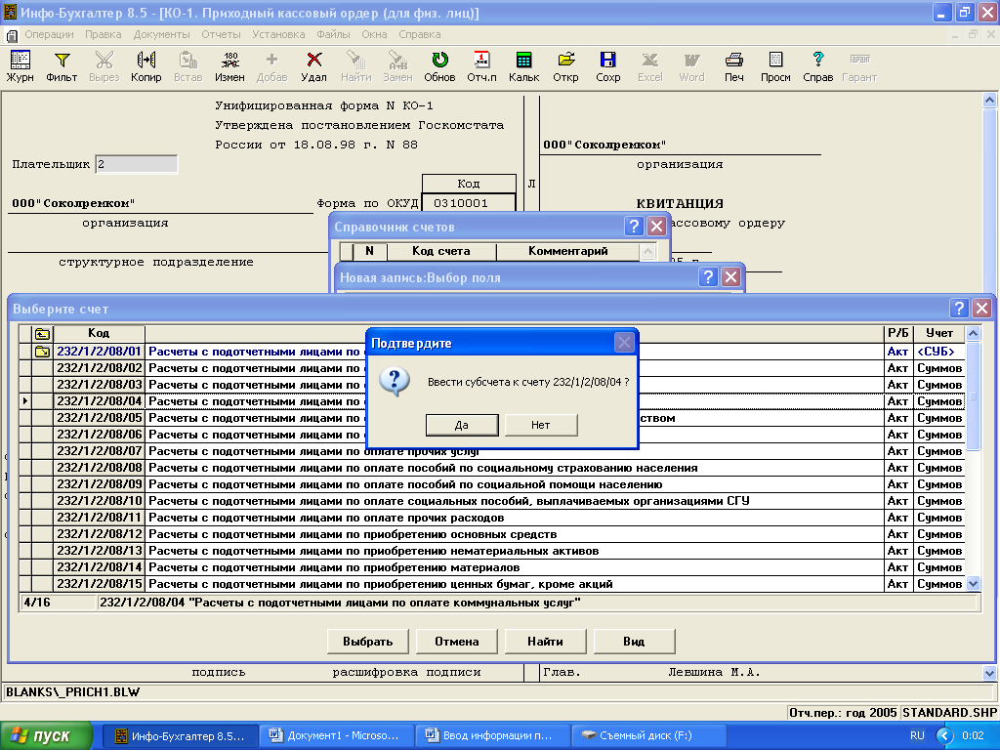 Инфо-Бухгалтер 8.5 - [КО-1. Приходный кассовый ордер (для физ. лиц)]
Операции Правка Документы Отчеты Установка Файлы Окна Справка
Журн Фильт Вырез Копир Встав Измен Добав Удал Найти Замен Обнов Отч.п Кальк Откр Сохр Excel Word Печ Просм Справ Гарант
Унифицированная форма N КО-1
Утверждена постановлением Госкомстата
России от 18.08.98 г. N 88
ООО"Соколремком"
Плательщик 2
организация
Код
Л
ООО"Соколремком" Форма по ОКУД 0310001
КВИТАНЦИЯ
организация
ассовому ордеру
Справочник счетов
N Код счета Комментарий
структурное подразделение
Новая запись:Выбор поля
Выберите счет
Код Р/Б Учет
232/1/2/08/01 Расчеты с подотчетными лицами по Акт <СУБ>
232/1/2/08/02 Расчеты с подотчетными лицами по Акт Суммов
232/1/2/08/03 Расчеты с подотчетными лицами по Акт Суммов
232/1/2/08/04 Расчеты с подотчетными лицами по Акт Суммов
232/1/2/08/05 Расчеты с подотчетными лицами по ством Акт Суммов
232/1/2/08/06 Расчеты с подотчетными лицами по Акт Суммов
232/1/2/08/07 Расчеты с подотчетными лицами по оплате прочих услуг Акт Суммов
232/1/2/08/08 Расчеты с подотчетными лицами по оплате пособий по социальному страхованию населения Акт Суммов
232/1/2/08/09 Расчеты с подотчетными лицами по оплате пособий по социальной помощи населению Акт Суммов
232/1/2/08/10 Расчеты с подотчетными лицами по оплате социальных пособий, выплачиваемых организациями СГУ Акт Суммов
232/1/2/08/11 Расчеты с подотчетными лицами по оплате прочих расходов Акт Суммов
232/1/2/08/12 Расчеты с подотчетными лицами по приобретению основных средств Акт Суммов
232/1/2/08/13 Расчеты с подотчетными лицами по приобретению нематериальных активов Акт Суммов
232/1/2/08/14 Расчеты с подотчетными лицами по приобретению материалов Акт Суммов
232/1/2/08/15 Расчеты с подотчетными лицами по приобретению ценных бумаг, кроме акций Акт Суммов
4/16 232/1/2/08/04 "Расчеты с подотчетными лицами по оплате коммунальных услуг"
Подтвердите
Ввести субсчета к счету 232/1/2/08/04 ?
Да Нет
Выбрать Отмена Найти Вид
подпись расшифровка подписи Глав. Левшина М.А.
BLANKS\_PRICH1.BLW
Отч.пер.: год 2005 STANDARD.SHP
пуск Инфо-Бухгалтер 8.5... Документ1 - Microso... Ввод информации п... Съемный диск (F:) RU 0:02